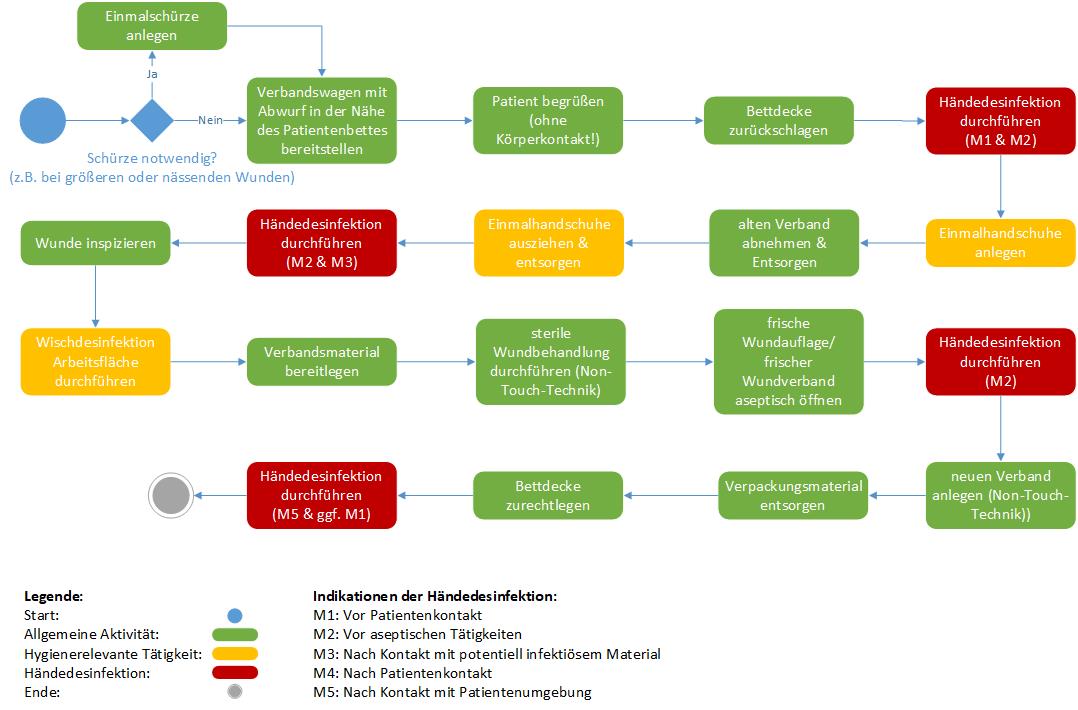 Einmalschürze
anlegen
Ja
Nein
Schürze notwendig?
(z.B. bei größeren oder nässenden Wunden)
Verbandswagen mit
Abwurf in der Nähe
des Patientenbettes
bereitstellen
Patient begrüßen
(ohne
Körperkontakt!)
Bettdecke
zurückschlagen
Händedesinfektion
durchführen
(M1 & M2)
Einmalhandschuhe
anlegen
alten Verband
abnehmen &
Entsorgen
Einmalhandschuhe
ausziehen &
entsorgen
Händedesinfektion
durchführen
(M2 & M3)
Wunde inspizieren
Wischdesinfektion
Arbeitsfläche
durchführen
Verbandsmaterial
bereitlegen
sterile
Wundbehandlung
durchführen (Non-
Touch-Technik)
frische
Wundauflage/
frischer
Wundverband
aseptisch öffnen
Händedesinfektion
durchführen
(M2)
neuen Verband
anlegen (Non-Touch-
Technik))
Verpackungsmaterial
entsorgen
Bettdecke
zurechtlegen
Händedesinfektion
durchführen
(M5 & ggf. M1)
Legende:
Start:
Allgemeine Aktivität:
Hygienerelevante Tätigkeit:
Händedesinfektion:
Ende:
Indikationen der Händedesinfektion:
M1: Vor Patientenkontakt
M2: Vor aseptischen Tätigkeiten
M3: Nach Kontakt mit potentiell infektiösem Material
M4: Nach Patientenkontakt
M5: Nach Kontakt mit Patientenumgebung